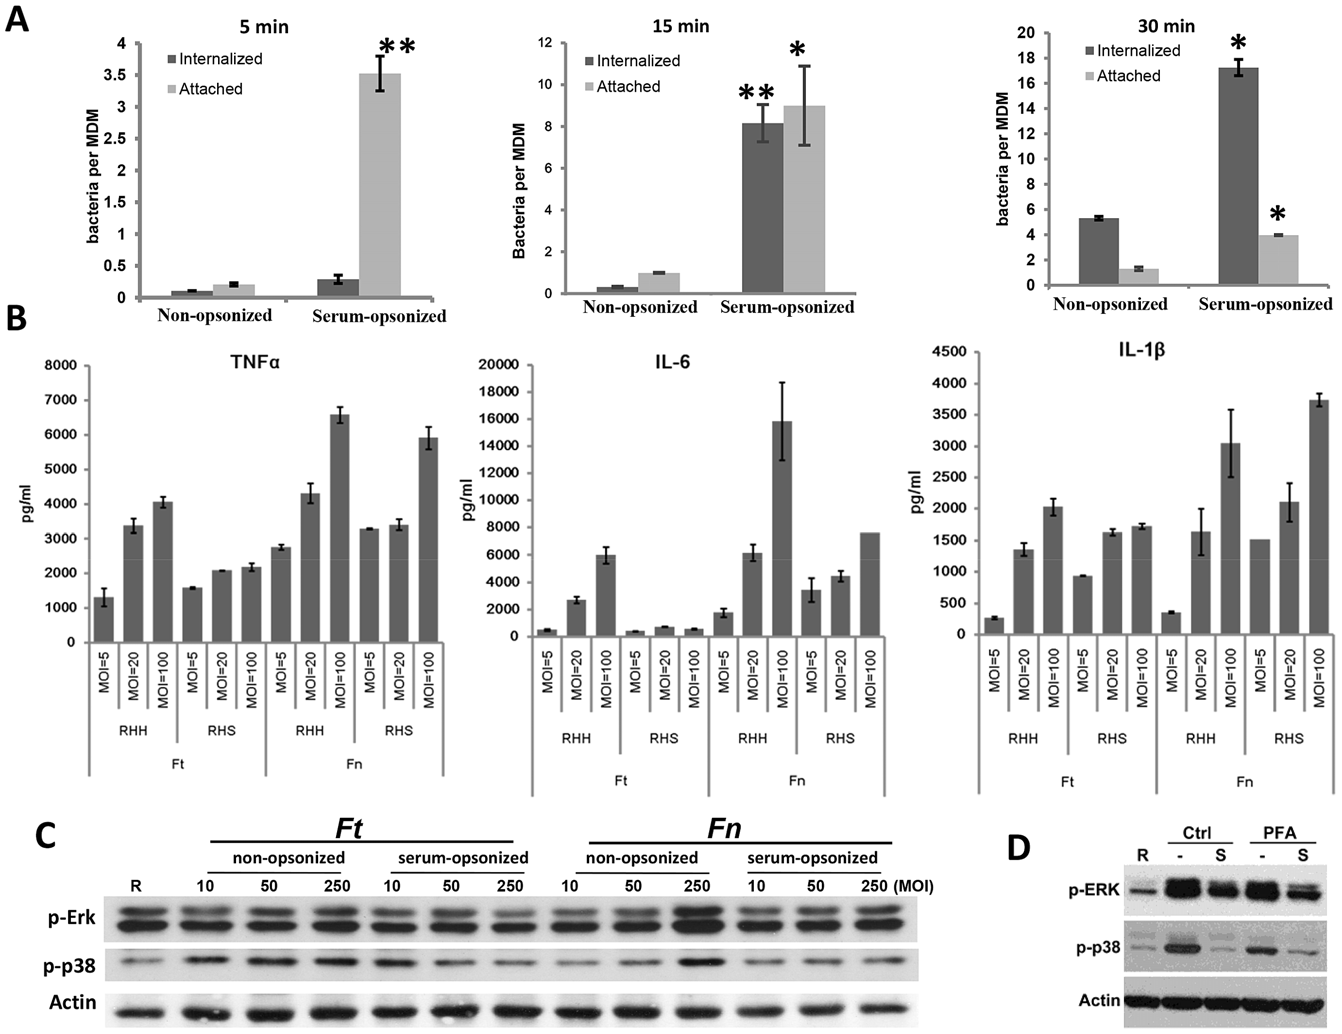 A
5 min
15 min
30 min
bacteria per MDM
4
3.5
3
2.5
2
1.5
1
0.5
0
Internalized
Attached
**
Non-opsonized Serum-opsonized
Bacteria per MDM
12
10
8
6
4
2
0
Internalized
Attached
** *
Non-opsonized Serum-opsonized
bacteria per MDM
20
18
16
14
12
10
8
6
4
2
0
Internalized
Attached
* *
Non-opsonized Serum-opsonized
B
TNFα
pg/ml
8000
7000
6000
5000
4000
3000
2000
1000
0
MOI=5 MOI=20 MOI=100 MOI=5 MOI=20 MOI=100 MOI=5 MOI=20 MOI=100 MOI=5 MOI=20 MOI=100
RHH RHS RHH RHS
Ft Fn
IL-6
pg/ml
20000
18000
16000
14000
12000
10000
8000
6000
4000
2000
0
MOI=5 MOI=20 MOI=100 MOI=5 MOI=20 MOI=100 MOI=5 MOI=20 MOI=100 MOI=5 MOI=20 MOI=100
RHH RHS RHH RHS
Ft Fn
IL-1β
pg/ml
4500
4000
3500
3000
2500
2000
1500
1000
500
0
MOI=5 MOI=20 MOI=100 MOI=5 MOI=20 MOI=100 MOI=5 MOI=20 MOI=100 MOI=5 MOI=20 MOI=100
RHH RHS RHH RHS
Ft Fn
C
Ft Fn
non-opsonized serum-opsonized non-opsonized serum-opsonized
R 10 50 250 10 50 250 10 50 250 10 50 250 (MOI)
p-Erk
p-p38
Actin
D
Ctrl PFA
R - S - S
p-ERK
p-p38
Actin